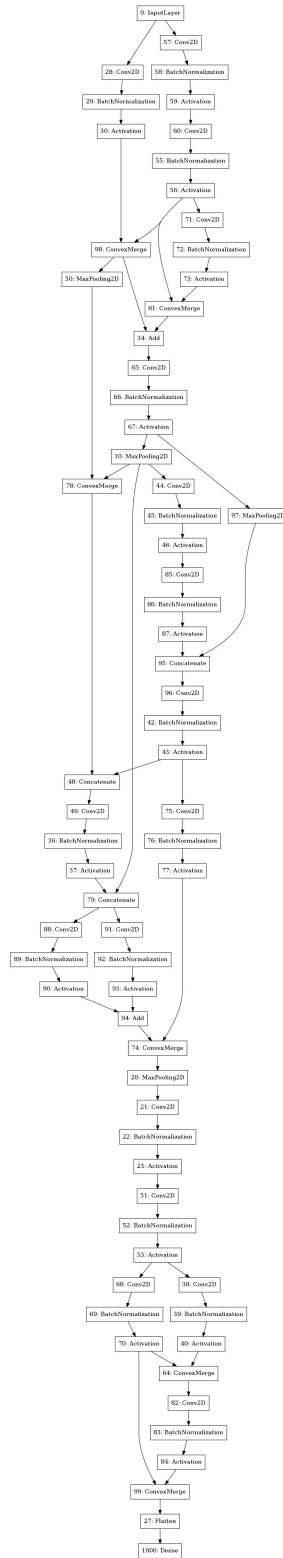 0: InputLayer
57: Conv2D
28: Conv2D
58: BatchNormalization
29: BatchNormalization
59: Activation
30: Activation
60: Conv2D
55: BatchNormalization
56: Activation
71: Conv2D
98: ConvexMerge
72: BatchNormalization
50: MaxPooling2D
73: Activation
81: ConvexMerge
34: Add
65: Conv2D
66: BatchNormalization
67: Activation
10: MaxPooling2D
78: ConvexMerge
44: Conv2D
45: BatchNormalization
97: MaxPooling2D
46: Activation
85: Conv2D
86: BatchNormalization
87: Activation
95: Concatenate
96: Conv2D
42: BatchNormalization
43: Activation
48: Concatenate
49: Conv2D
75: Conv2D
36: BatchNormalization
76: BatchNormalization
37: Activation
77: Activation
79: Concatenate
88: Conv2D
91: Conv2D
89: BatchNormalization
92: BatchNormalization
90: Activation
93: Activation
94: Add
74: ConvexMerge
20: MaxPooling2D
21: Conv2D
22: BatchNormalization
23: Activation
51: Conv2D
52: BatchNormalization
53: Activation
68: Conv2D
38: Conv2D
69: BatchNormalization
39: BatchNormalization
70: Activation
40: Activation
64: ConvexMerge
82: Conv2D
83: BatchNormalization
84: Activation
99: ConvexMerge
27: Flatten
1000: Dense